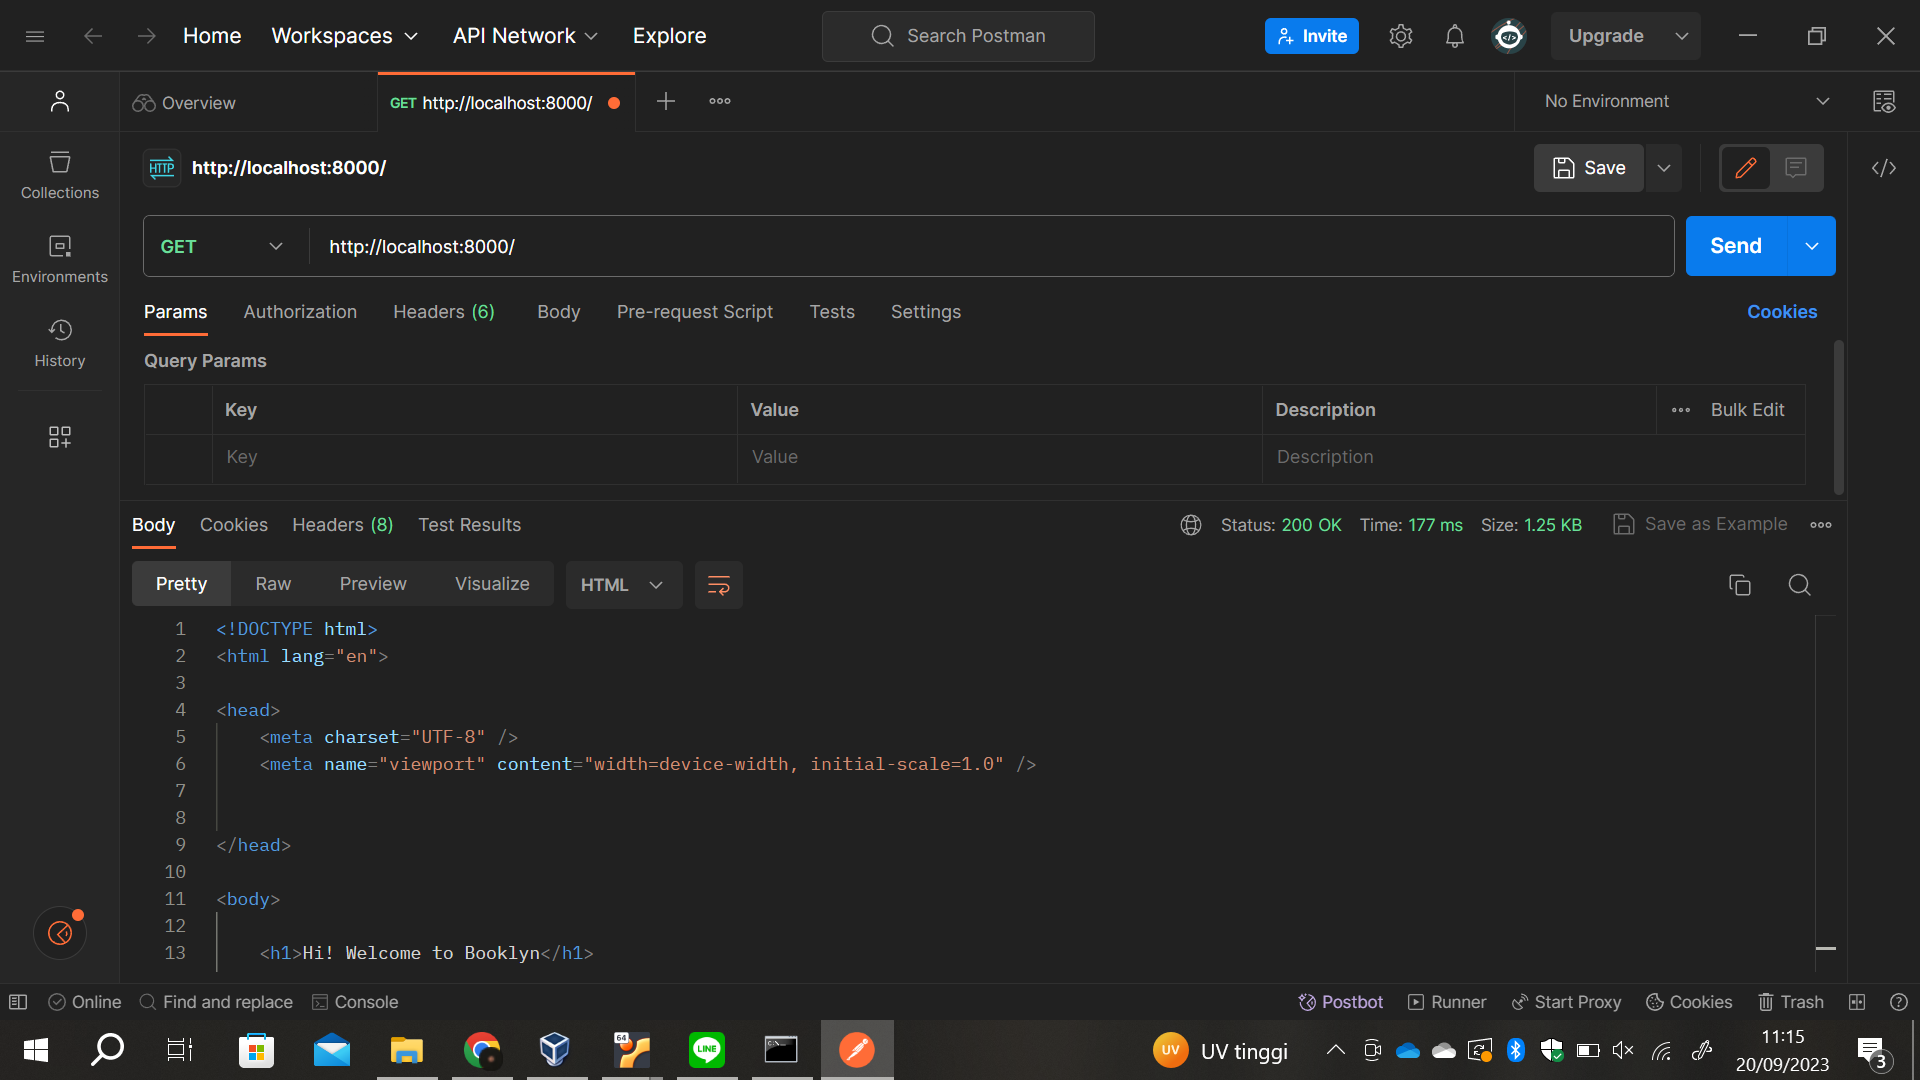 Home
Workspaces
API Network
Explore
Search Postman
Invite
Upgrade
Overview
GET http://localhost:8000/
No Environment
HTTP http://localhost:8000/
Save
Collections
Environments
History
GET
http://localhost:8000/
Send
Params
Authorization
Headers (6)
Body
Pre-request Script
Tests
Settings
Cookies
Query Params
Key
Value
Description
Bulk Edit
Key
Value
Description
Body
Cookies
Headers (8)
Test Results
Status: 200 OK
Time: 177 ms
Size: 1.25 KB
Save as Example
Pretty
Raw
Preview
Visualize
HTML
1 <!DOCTYPE html>
2 <html lang="en">
3
4 <head>
5 <meta charset="UTF-8" />
6 <meta name="viewport" content="width=device-width, initial-scale=1.0" />
7
8
9 </head>
10
11 <body>
12
13 <h1>Hi! Welcome to Booklyn</h1>
Online
Find and replace
Console
Postbot
Runner
Start Proxy
Cookies
Trash
64
LINE
C:\
UV
UV tinggi
11:15
20/09/2023
3